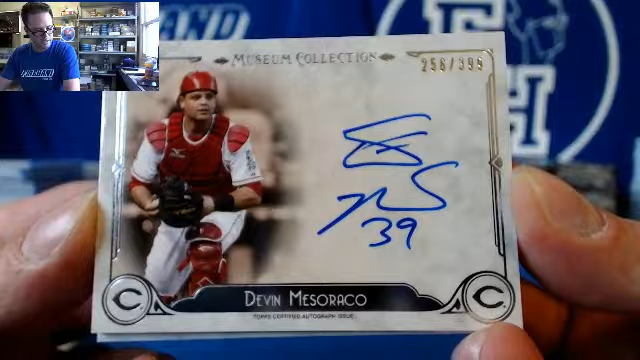 MUSEUM COLLECTION
256/399
39
DEVIN MESORACO
TOPPS CERTIFIED AUTOGRAPH ISSUE
C
C